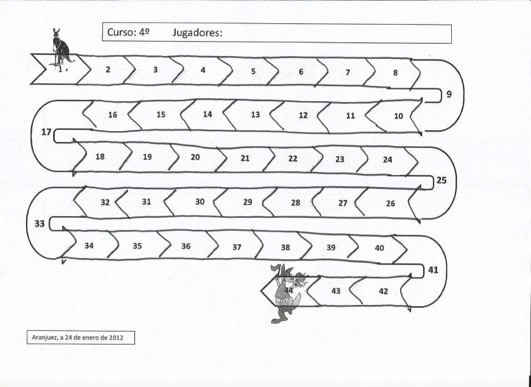 Curso: 4º Jugadores:
1
2 3 4 5 6 7 8
9
16 15 14 13 12 11 10
17
18 19 20 21 22 23 24
25
32 31 30 29 28 27 26
33
34 35 36 37 38 39 40
41
44 43 42
Aranjuez, a 24 de enero de 2012